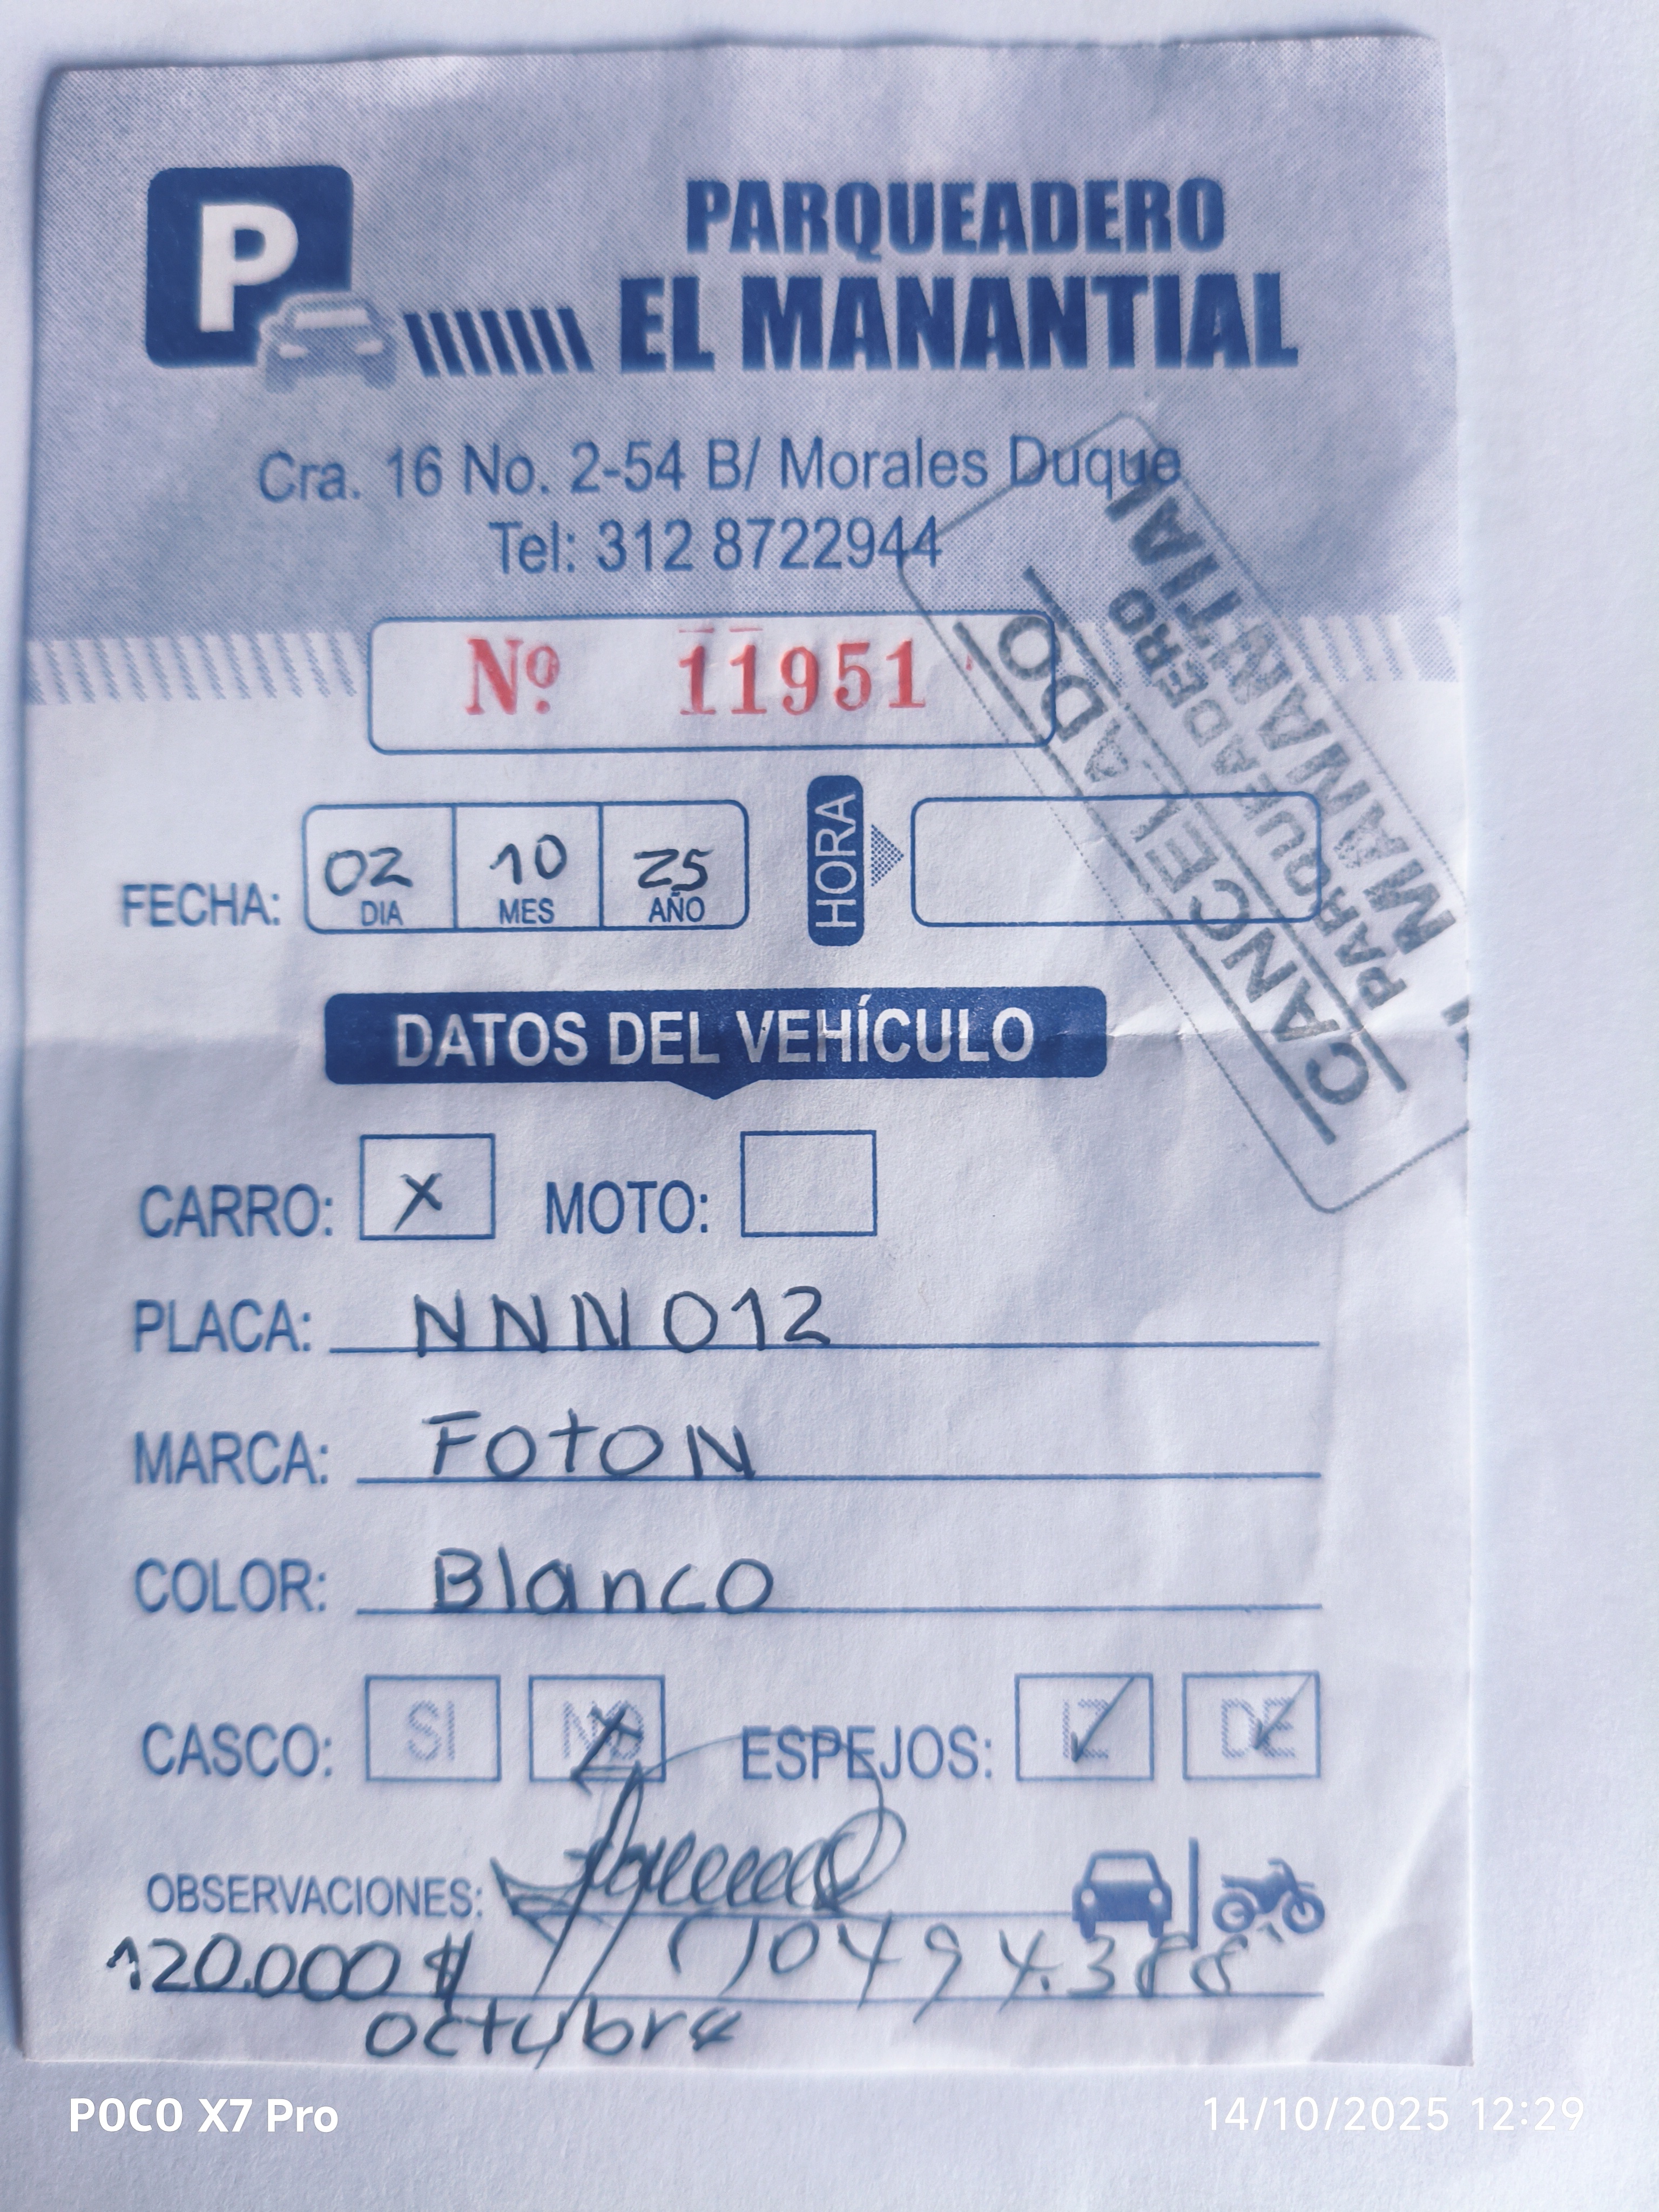 P
PARQUEADERO
EL MANANTIAL
Cra. 16 No. 2-54 B/ Morales Duque
Tel: 312 8722944
Nº 11951
CANCELADO
PARQUEADERO
MANANTIAL
FECHA: 02 10 25
DIA MES AÑO
HORA
DATOS DEL VEHÍCULO
CARRO: X MOTO:
PLACA: NNN012
MARCA: FotoN
COLOR: Blanco
CASCO: SI NO ESPEJOS: IZ DE
OBSERVACIONES:
120.000 $
octubre
POCO X7 Pro
14/10/2025 12:29